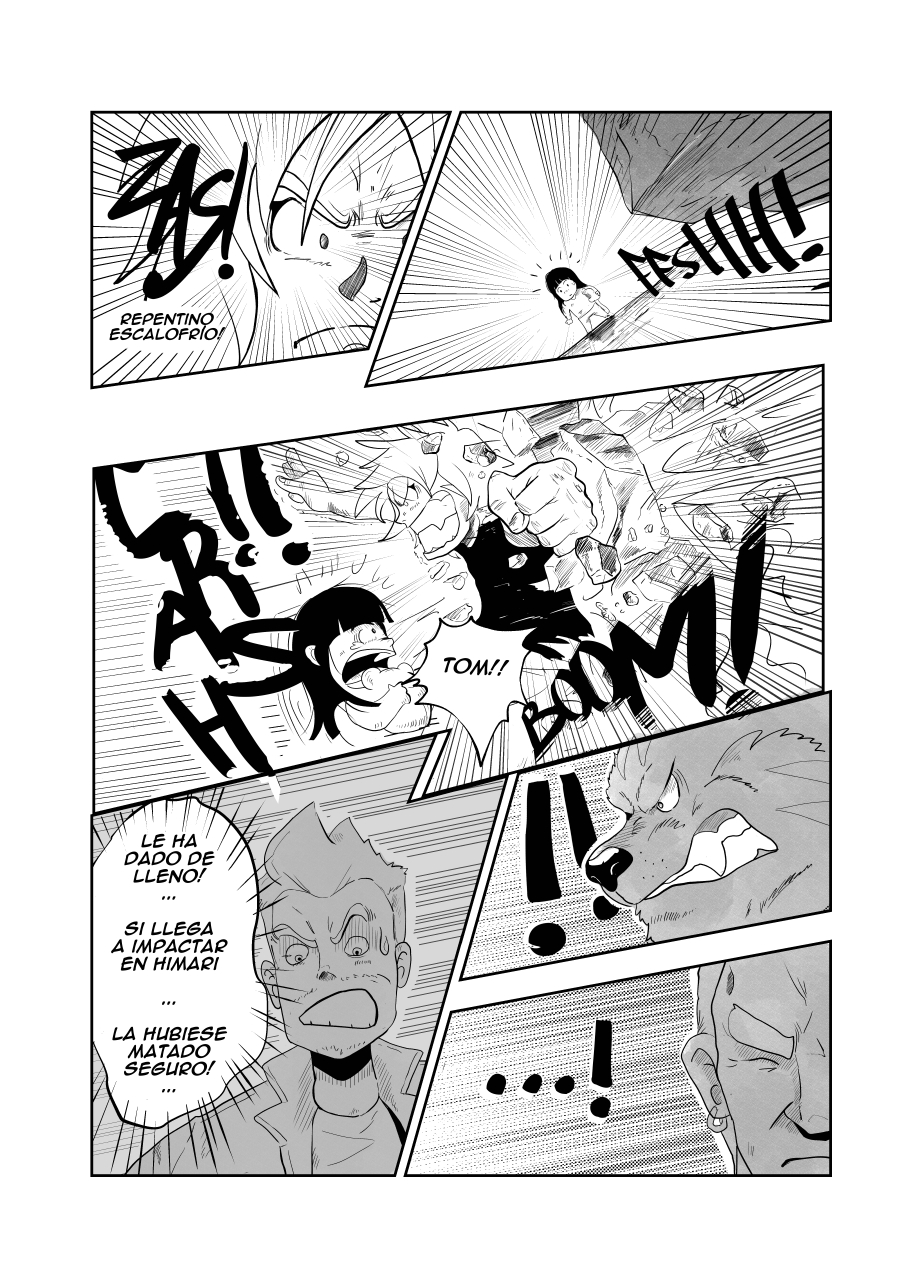 ZAS!
REPENTINO
ESCALOFRÍO!
FFSHHH!
CRASH!!
TOM!!
BOOM!
!!
...!
LE HA
DADO DE
LLENO!
...
SI LLEGA
A IMPACTAR
EN HIMARI
...
LA HUBIESE
MATADO
SEGURO!
...